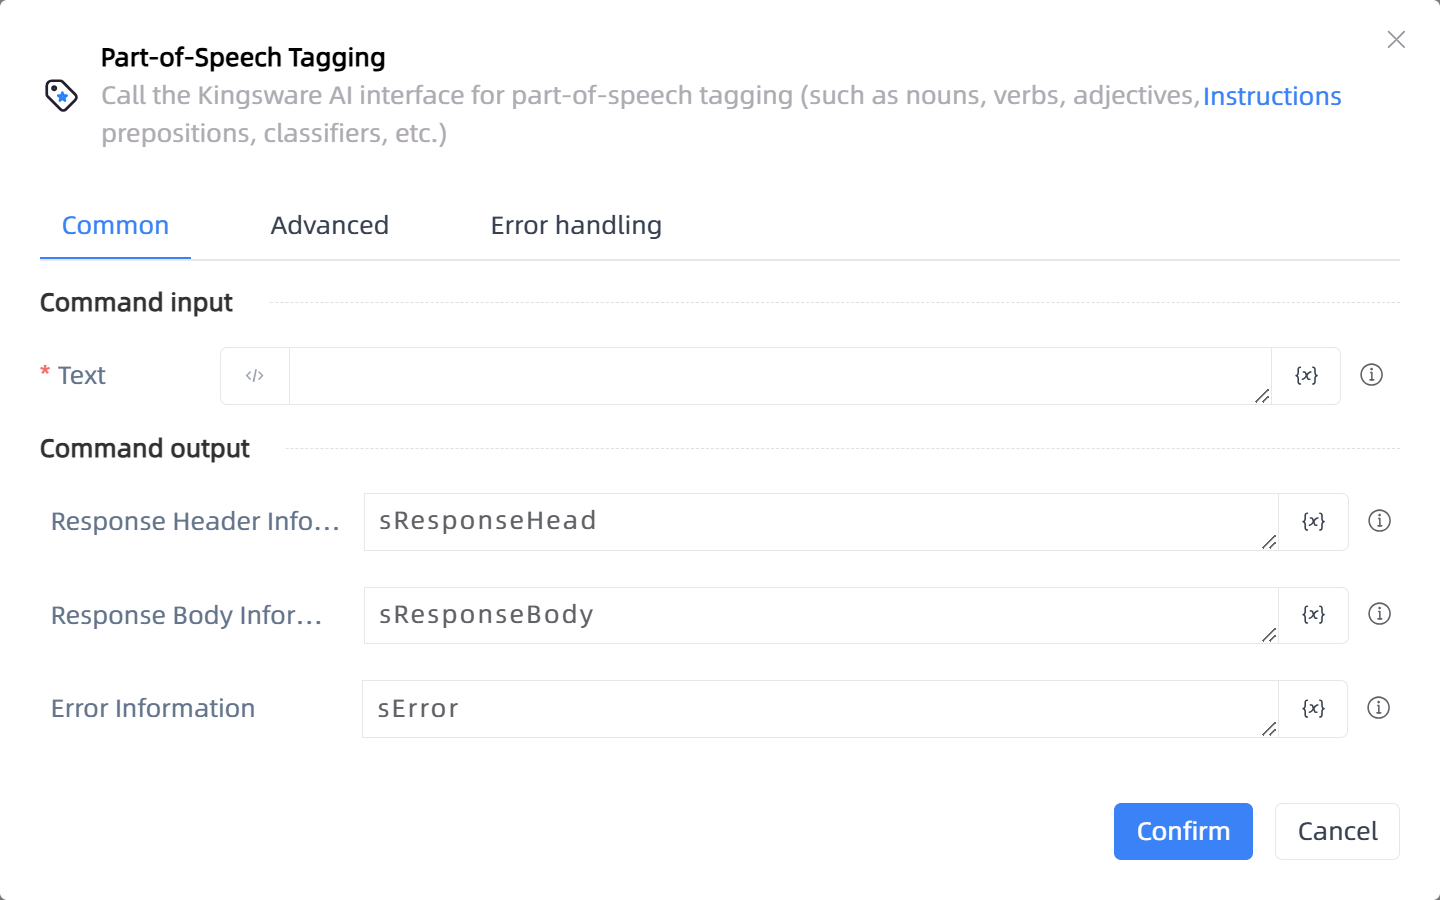 Part-of-Speech Tagging
Call the Kingsware AI interface for part-of-speech tagging (such as nouns, verbs, adjectives, Instructions
prepositions, classifiers, etc.)
Common Advanced Error handling
Command input
* Text </> {x}
Command output
Response Header Info... sResponseHead {x}
Response Body Infor... sResponseBody {x}
Error Information sError {x}
Confirm Cancel